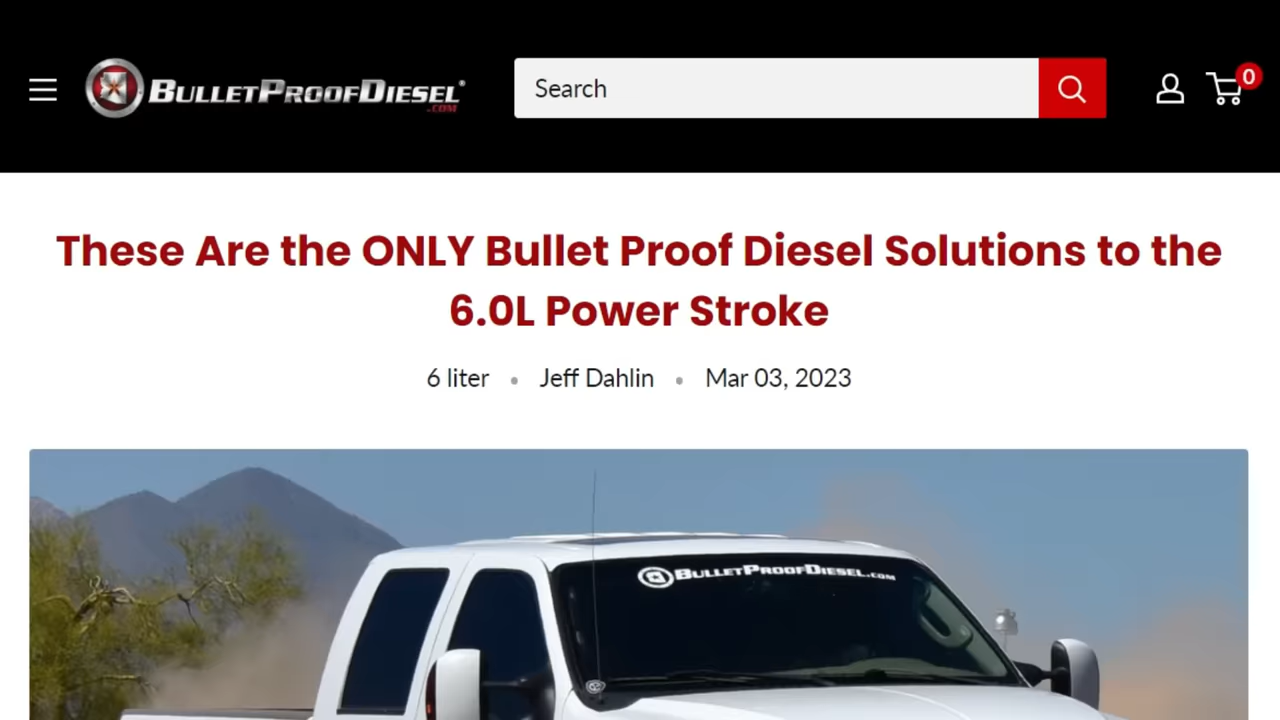 BULLETPROOFDIESEL®
.COM
Search
0
These Are the ONLY Bullet Proof Diesel Solutions to the
6.0L Power Stroke
6 liter • Jeff Dahlin • Mar 03, 2023
BULLETPROOFDIESEL.COM